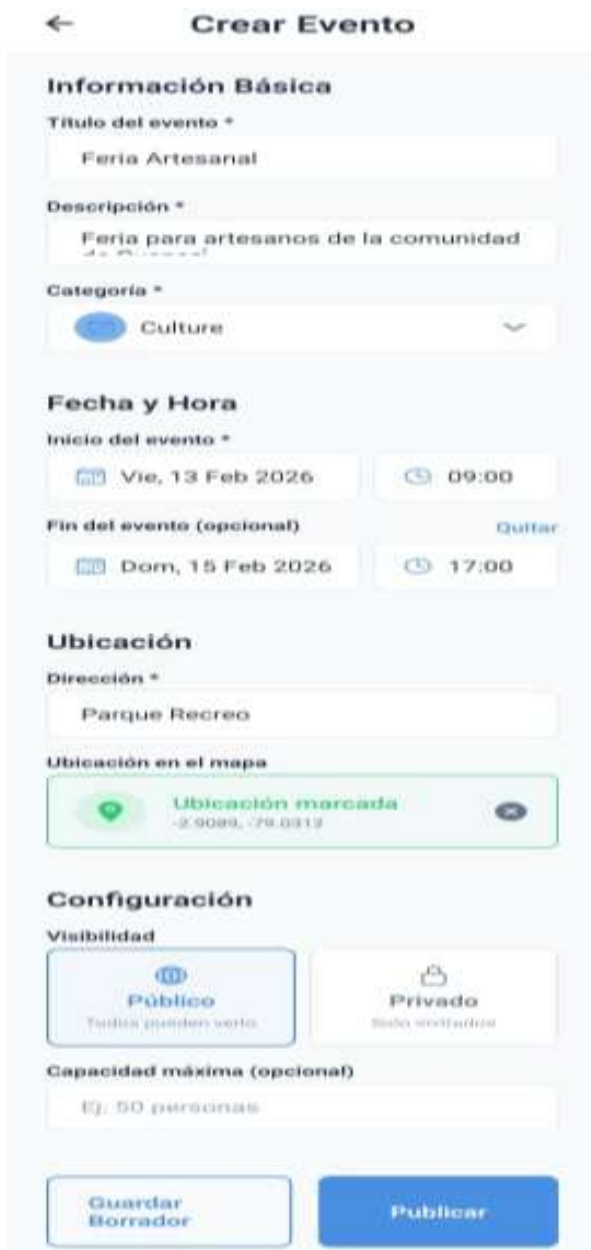 Crear Evento
Información Básica
Título del evento *
Feria Artesanal
Descripción *
Feria para artesanos de la comunidad
Categoría *
Culture
Fecha y Hora
Inicio del evento *
Vie, 13 Feb 2026
09:00
Fin del evento (opcional)
Quitar
Dom, 15 Feb 2026
17:00
Ubicación
Dirección *
Parque Recreo
Ubicación en el mapa
Ubicación marcada
-2.9089, -79.0313
Configuración
Visibilidad
Público
Todos pueden verlo
Privado
Solo invitados
Capacidad máxima (opcional)
Ej: 50 personas
Guardar
Borrador
Publicar